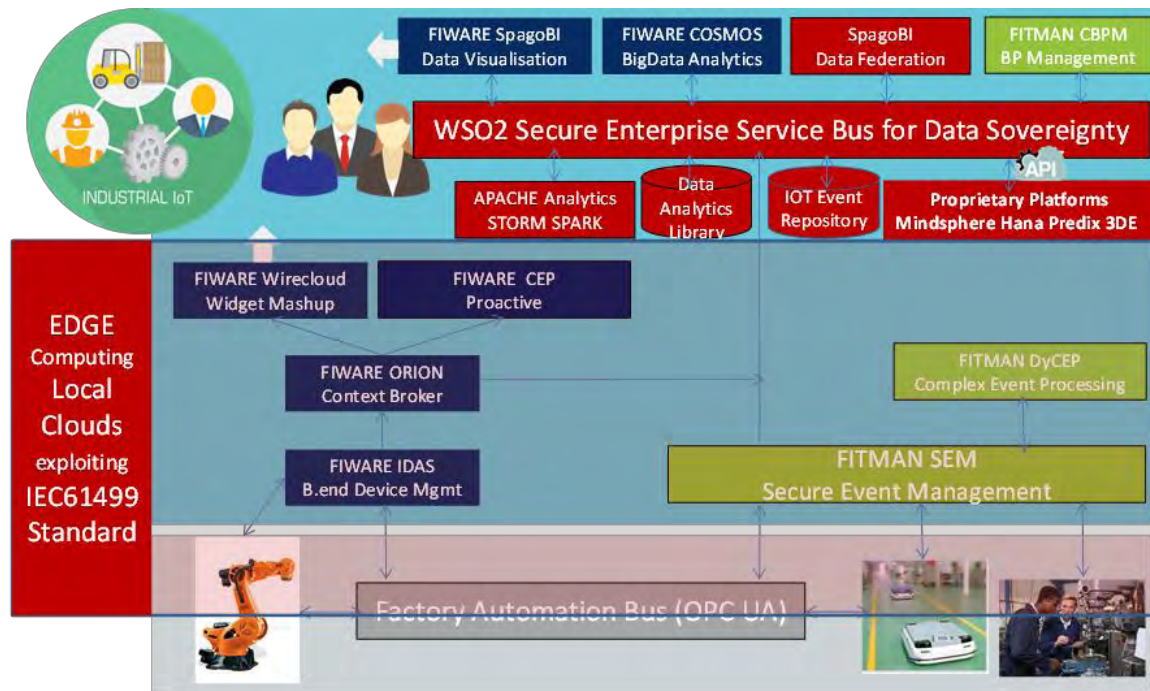 FIWARE SpagoBI
Data Visualisation
FIWARE COSMOS
BigData Analytics
SpagoBI
Data Federation
FITMAN CBPM
BP Management
WSO2 Secure Enterprise Service Bus for Data Sovereignty
API
INDUSTRIAL IoT
APACHE Analytics
STORM SPARK
Data
Analytics
Library
IOT Event
Repository
Proprietary Platforms
Mindsphere Hana Predix 3DE
EDGE
Computing
Local
Clouds
exploiting
IEC61499
Standard
FIWARE Wirecloud
Widget Mashup
FIWARE CEP
Proactive
FIWARE ORION
Context Broker
FITMAN DyCEP
Complex Event Processing
FIWARE IDAS
B.end Device Mgmt
FITMAN SEM
Secure Event Management
Factory Automation Bus (OPC UA)